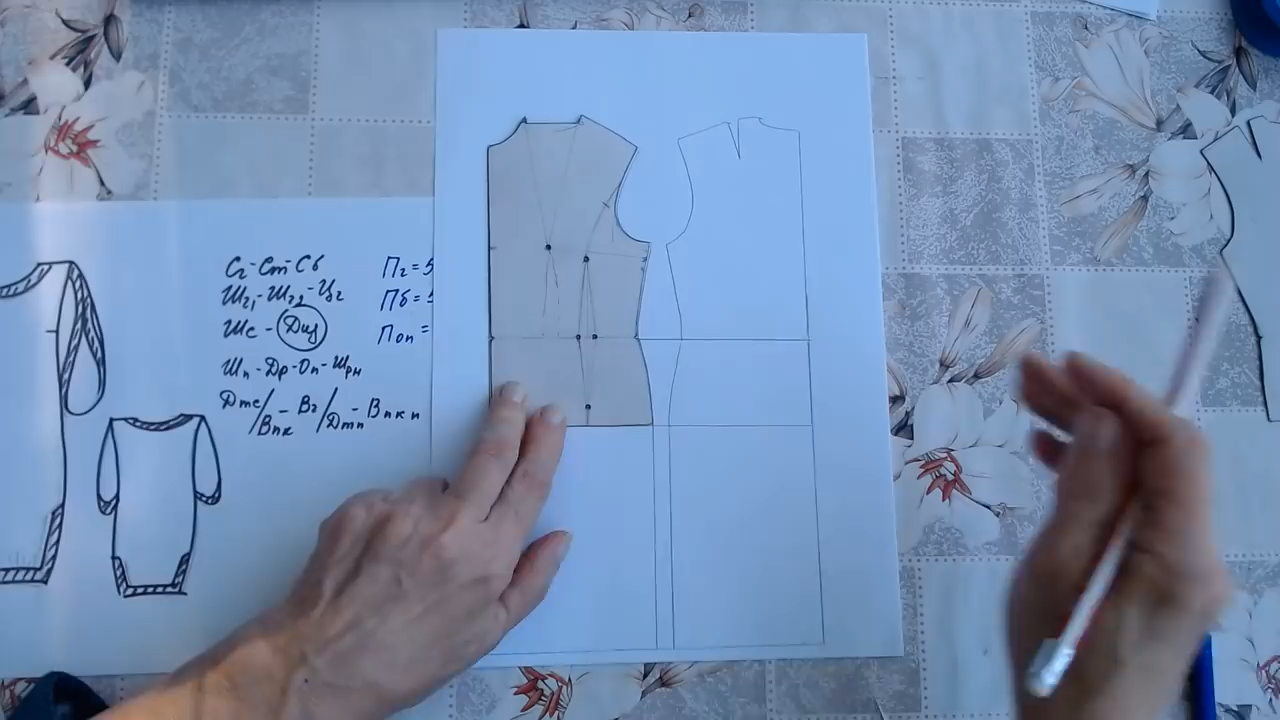 Сг-Ст-Сб
Шг₁-Шг₂-Цг
Шс-Диз
Шп-Др-Оп-Шрн
Дтс/Впк-Вг/Дтп-Впкп
Пг=5
Пб=
Поп=